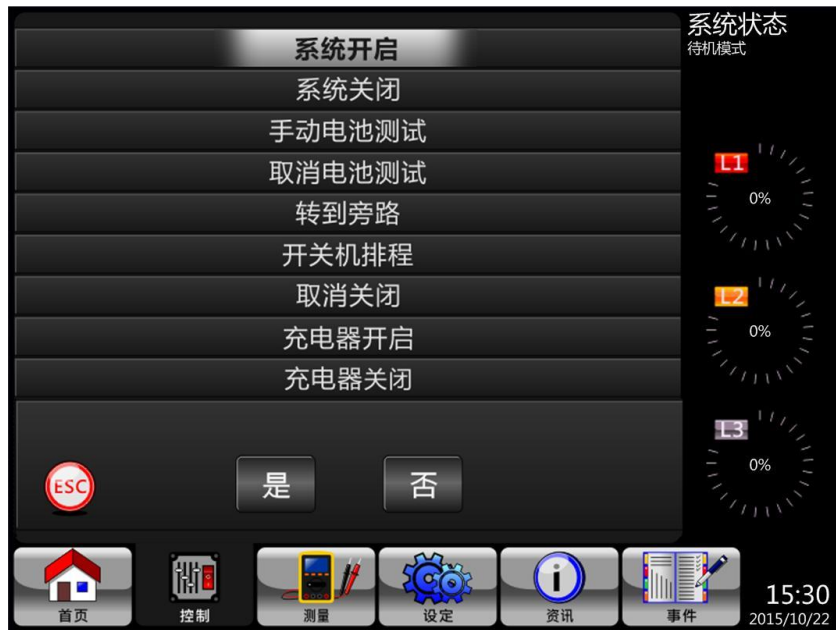 系统状态
待机模式
系统开启
系统关闭
手动电池测试
取消电池测试
转到旁路
开关机排程
取消关闭
充电器开启
充电器关闭
L1
0%
L2
0%
L3
0%
ESC
是
否
首页
控制
测量
设定
资讯
事件
15:30
2015/10/22